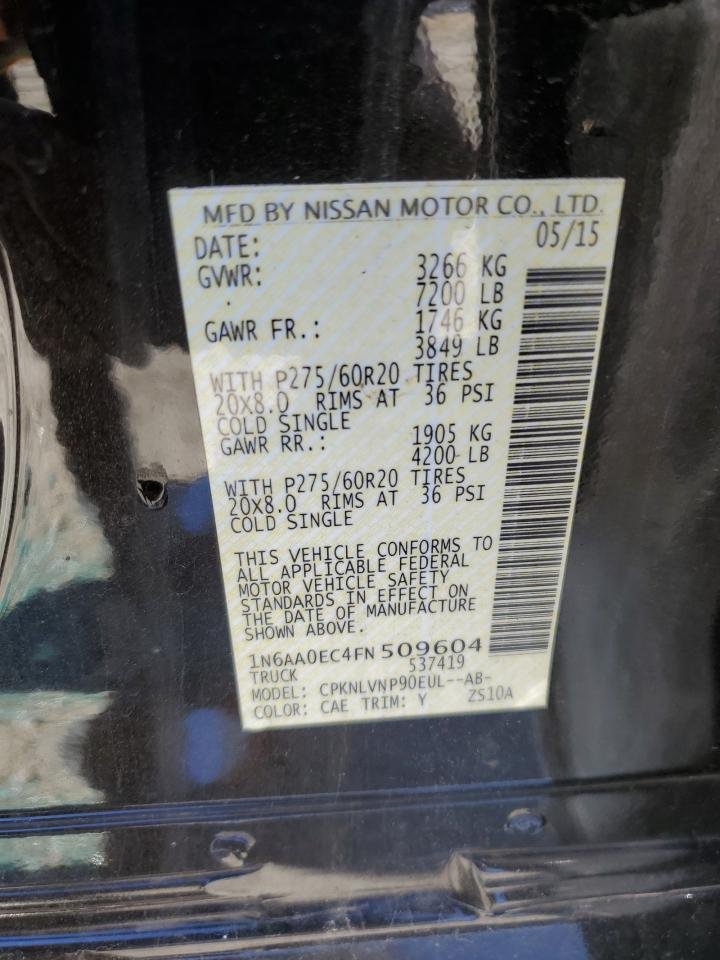 MFD BY NISSAN MOTOR CO., LTD.
DATE: 05/15
GVWR: 3266 KG
7200 LB
GAWR FR.: 1746 KG
3849 LB
WITH P275/60R20 TIRES
20X8.0 RIMS AT 36 PSI
COLD SINGLE
GAWR RR.: 1905 KG
4200 LB
WITH P275/60R20 TIRES
20X8.0 RIMS AT 36 PSI
COLD SINGLE
THIS VEHICLE CONFORMS TO
ALL APPLICABLE FEDERAL
MOTOR VEHICLE SAFETY
STANDARDS IN EFFECT ON
THE DATE OF MANUFACTURE
SHOWN ABOVE.
1N6AA0EC4FN509604
TRUCK 537419
MODEL: CPKNLVNP90EUL--AB-
COLOR: CAE TRIM: Y ZS10A